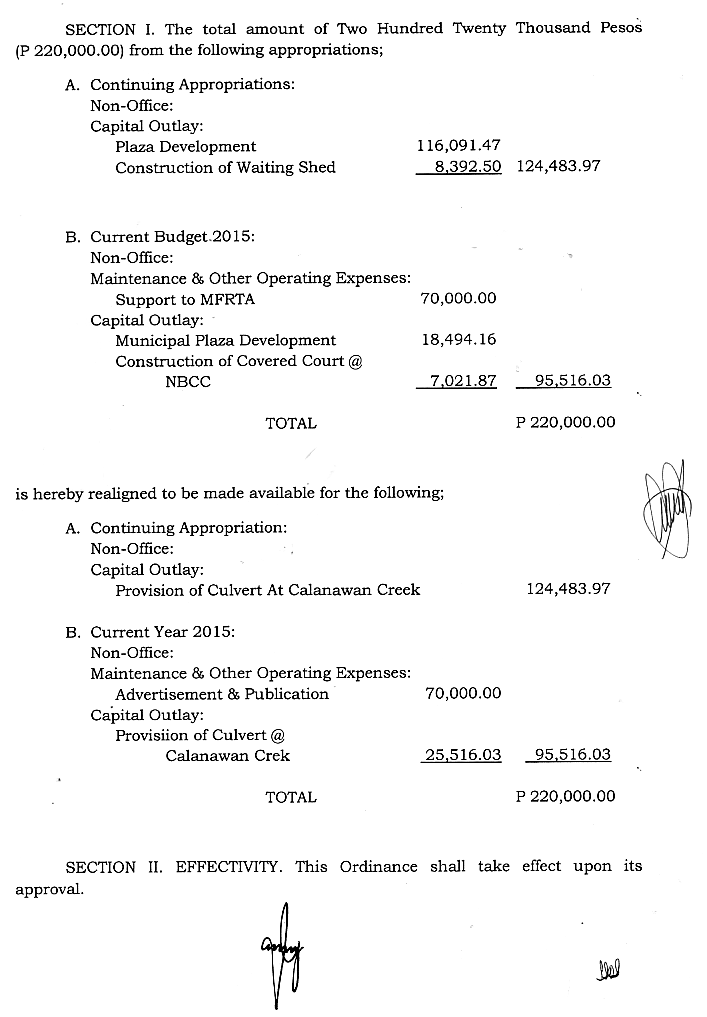 SECTION I. The total amount of Two Hundred Twenty Thousand Pesos
(P 220,000.00) from the following appropriations;
A. Continuing Appropriations:
Non-Office:
Capital Outlay:
Plaza Development 116,091.47
Construction of Waiting Shed 8,392.50 124,483.97
B. Current Budget 2015:
Non-Office:
Maintenance & Other Operating Expenses:
Support to MFRTA 70,000.00
Capital Outlay:
Municipal Plaza Development 18,494.16
Construction of Covered Court @
NBCC 7,021.87 95,516.03
TOTAL P 220,000.00
is hereby realigned to be made available for the following;
A. Continuing Appropriation:
Non-Office:
Capital Outlay:
Provision of Culvert At Calanawan Creek 124,483.97
B. Current Year 2015:
Non-Office:
Maintenance & Other Operating Expenses:
Advertisement & Publication 70,000.00
Capital Outlay:
Provisiion of Culvert @
Calanawan Crek 25,516.03 95,516.03
TOTAL P 220,000.00
SECTION II. EFFECTIVITY. This Ordinance shall take effect upon its
approval.